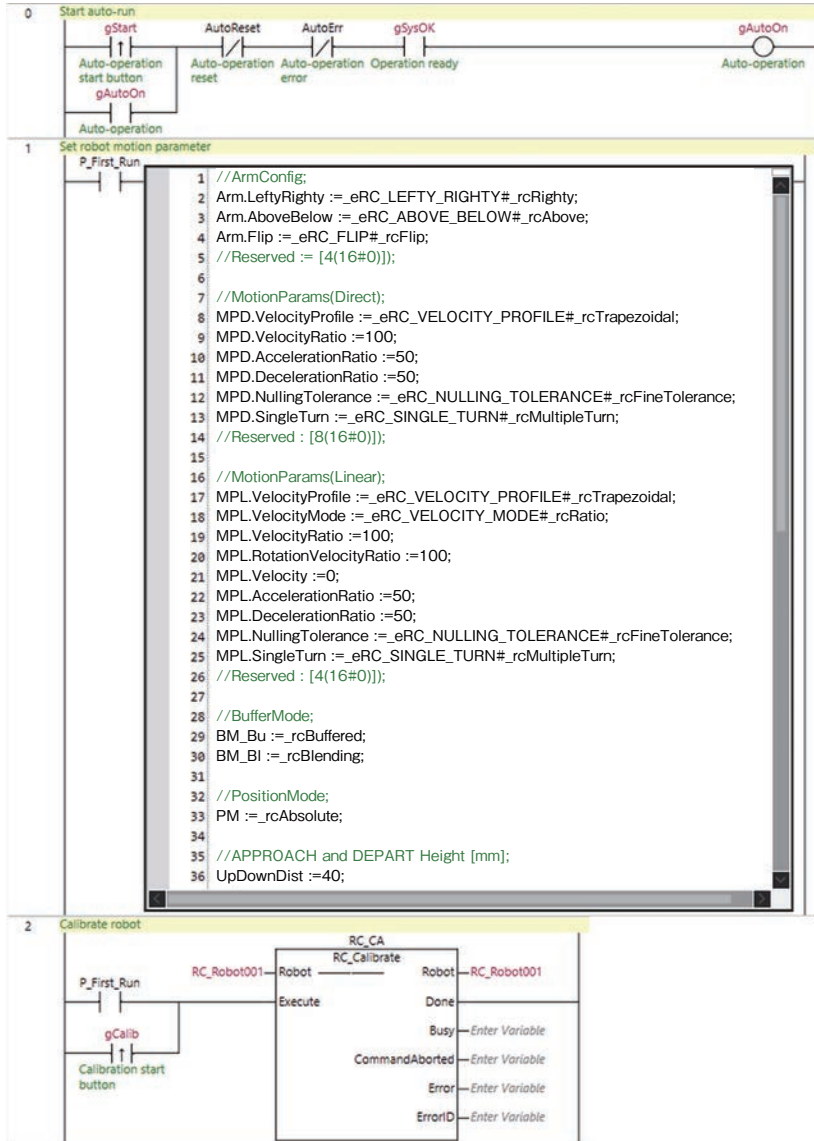 0 Start auto-run
gStart AutoReset AutoErr gSysOK gAutoOn
Auto-operation start button Auto-operation reset Auto-operation error Operation ready Auto-operation
gAutoOn
Auto-operation
1 Set robot motion parameter
P_First_Run
1 //ArmConfig;
2 Arm.LeftyRighty :=_eRC_LEFTY_RIGHTY#_rcRighty;
3 Arm.AboveBelow :=_eRC_ABOVE_BELOW#_rcAbove;
4 Arm.Flip :=_eRC_FLIP#_rcFlip;
5 //Reserved := [4(16#0)]);
6
7 //MotionParams(Direct);
8 MPD.VelocityProfile :=_eRC_VELOCITY_PROFILE#_rcTrapezoidal;
9 MPD.VelocityRatio :=100;
10 MPD.AccelerationRatio :=50;
11 MPD.DecelerationRatio :=50;
12 MPD.NullingTolerance :=_eRC_NULLING_TOLERANCE#_rcFineTolerance;
13 MPD.SingleTurn :=_eRC_SINGLE_TURN#_rcMultipleTurn;
14 //Reserved : [8(16#0)]);
15
16 //MotionParams(Linear);
17 MPL.VelocityProfile :=_eRC_VELOCITY_PROFILE#_rcTrapezoidal;
18 MPL.VelocityMode :=_eRC_VELOCITY_MODE#_rcRatio;
19 MPL.VelocityRatio :=100;
20 MPL.RotationVelocityRatio :=100;
21 MPL.Velocity :=0;
22 MPL.AccelerationRatio :=50;
23 MPL.DecelerationRatio :=50;
24 MPL.NullingTolerance :=_eRC_NULLING_TOLERANCE#_rcFineTolerance;
25 MPL.SingleTurn :=_eRC_SINGLE_TURN#_rcMultipleTurn;
26 //Reserved : [4(16#0)]);
27
28 //BufferMode;
29 BM_Bu :=_rcBuffered;
30 BM_Bl :=_rcBlending;
31
32 //PositionMode;
33 PM :=_rcAbsolute;
34
35 //APPROACH and DEPART Height [mm];
36 UpDownDist :=40;
2 Calibrate robot
RC_CA
RC_Calibrate
RC_Robot001 Robot Robot RC_Robot001
P_First_Run
Execute Done
Busy Enter Variable
gCalib
Calibration start button
CommandAborted Enter Variable
Error Enter Variable
ErrorID Enter Variable